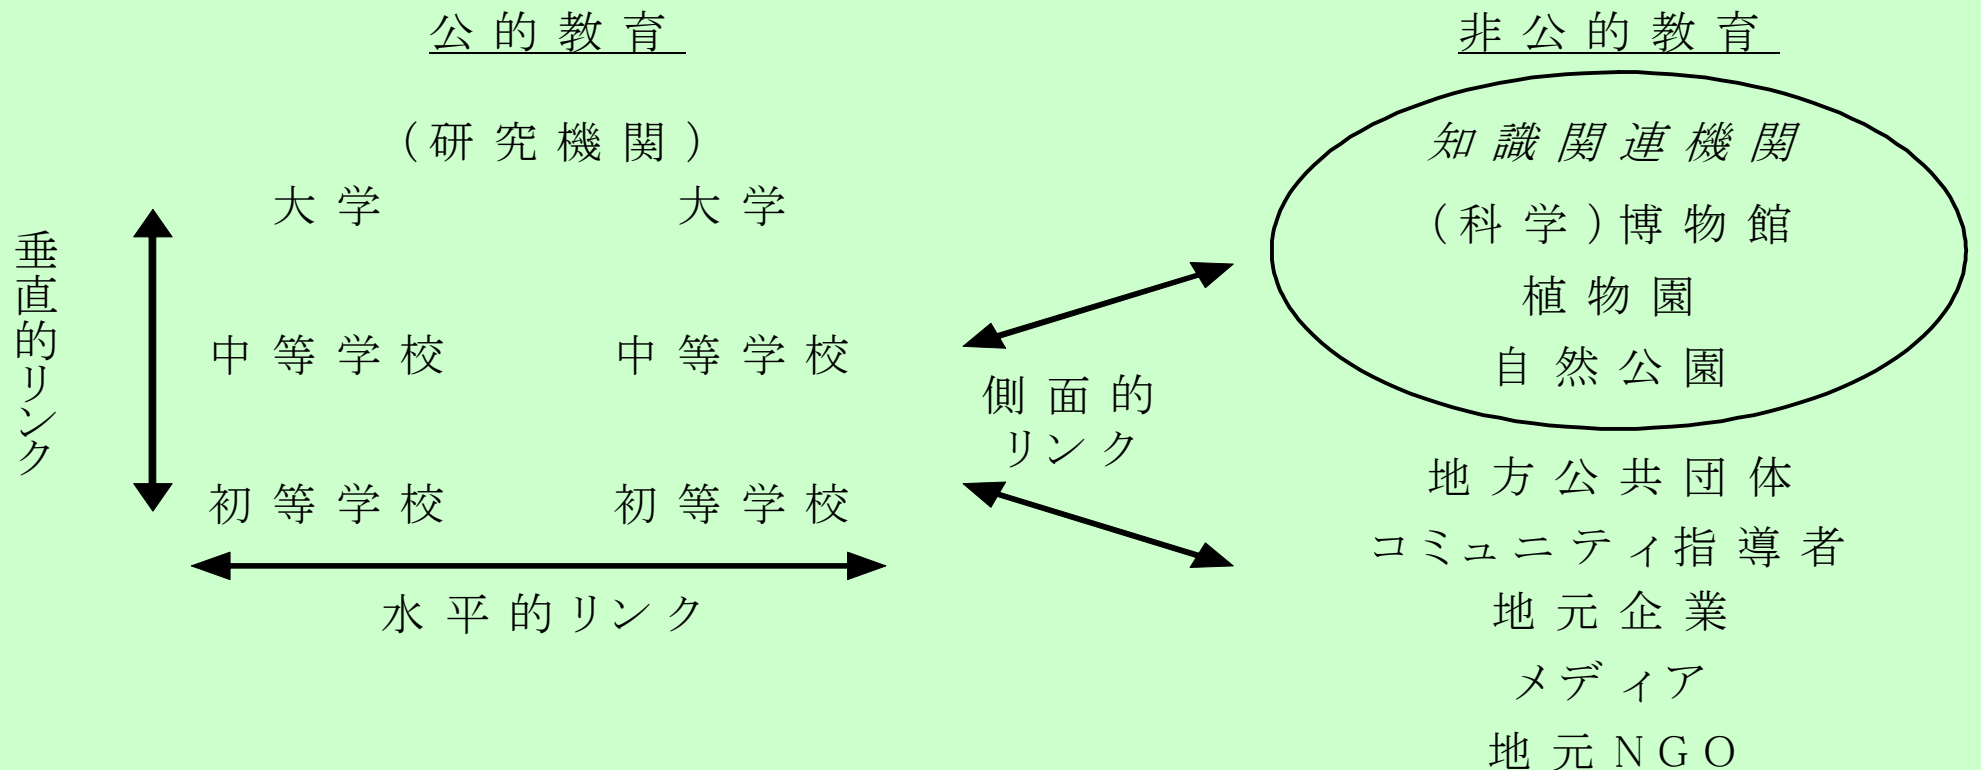 公的教育
非公的教育
(研究機関)
大学 大学
中等学校 中等学校
初等学校 初等学校
垂直的リンク
水平的リンク
側面的
リンク
知識関連機関
(科学)博物館
植物園
自然公園
地方公共団体
コミュニティ指導者
地元企業
メディア
地元NGO